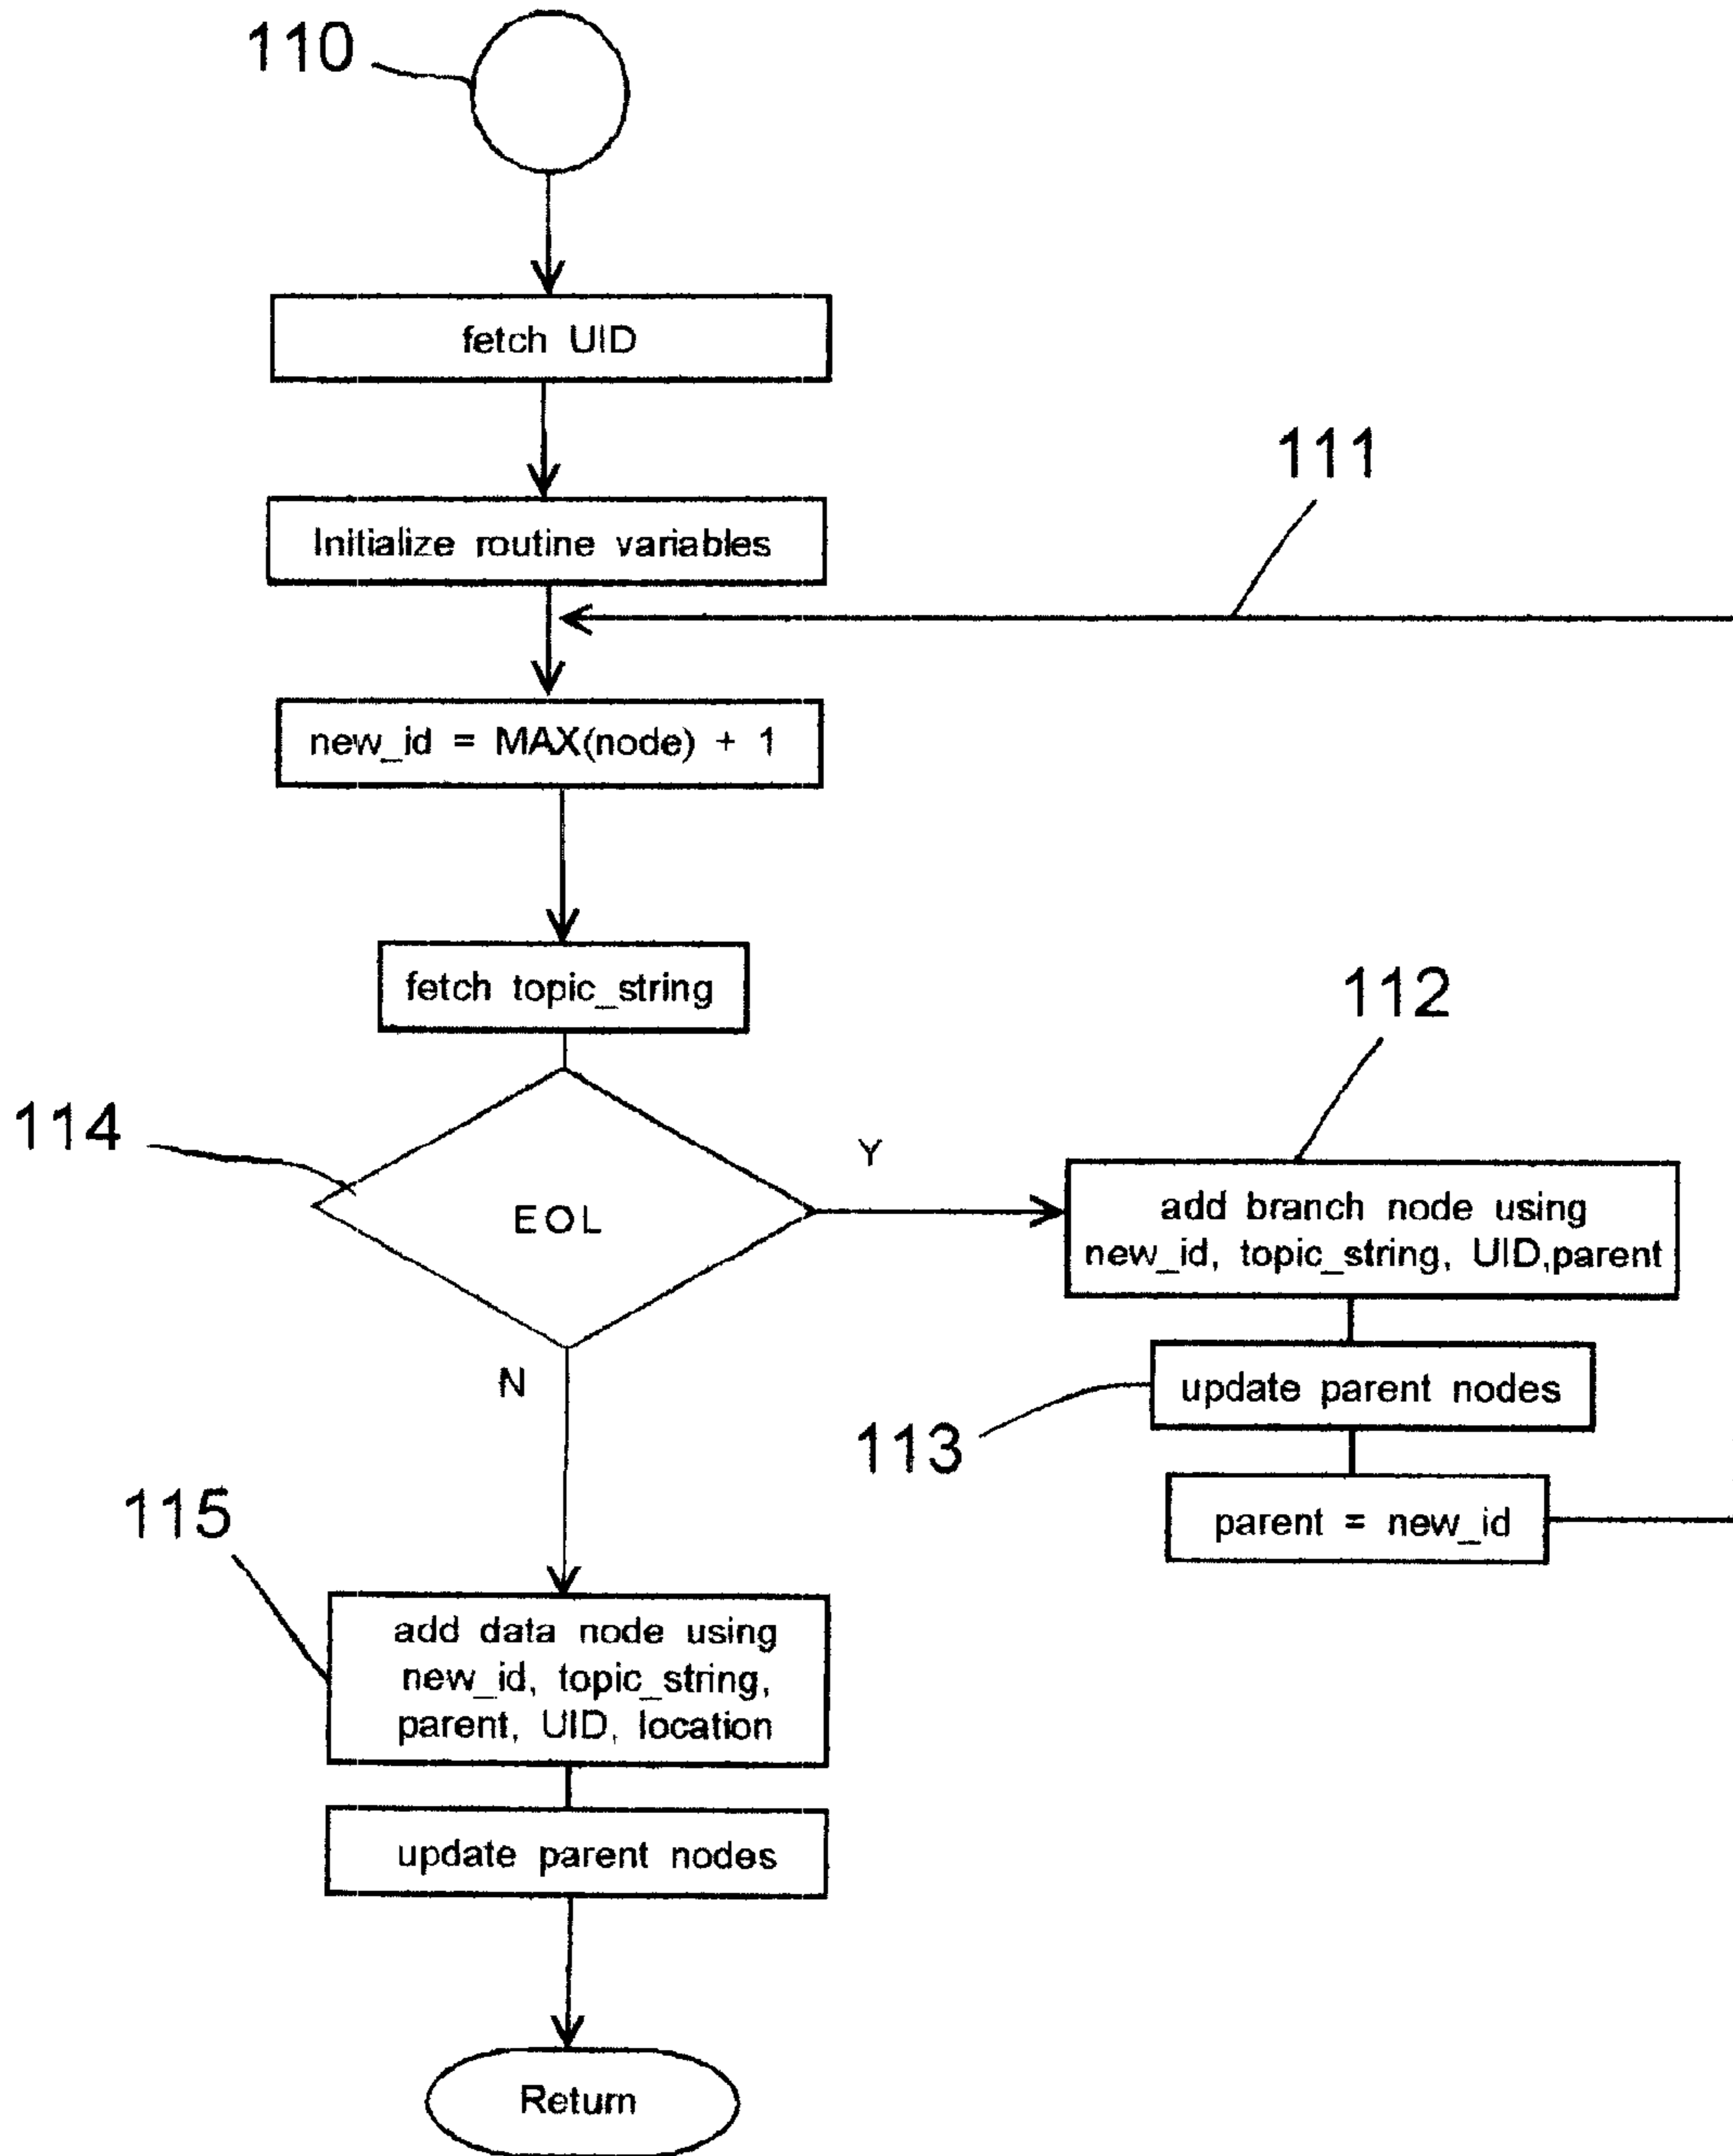 110
fetch UID
Initialize routine variables
111
new_id = MAX(node) + 1
fetch topic_string
112
114
EOL
Y
add branch node using
new_id, topic_string, UID,parent
N
update parent nodes
113
parent = new_id
115
add data node using
new_id, topic_string,
parent, UID, location
update parent nodes
Return